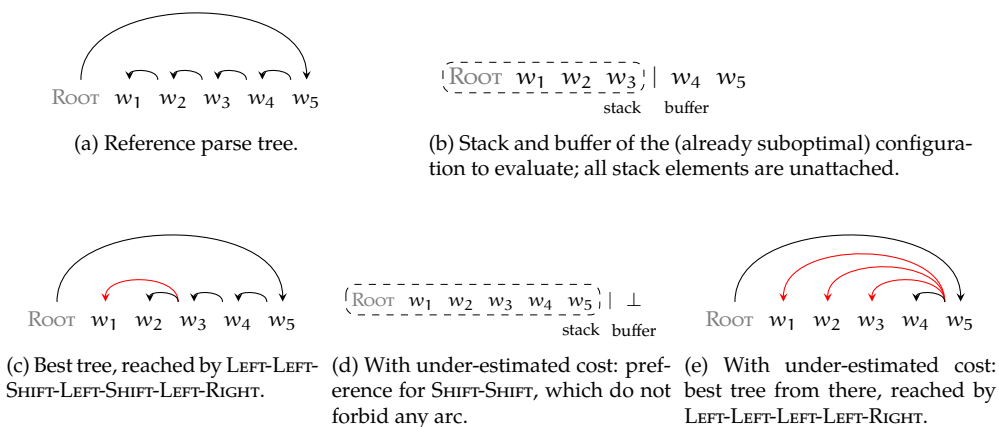 ROOT w1 w2 w3 w4 w5
(a) Reference parse tree.
ROOT w1 w2 w3 | w4 w5
stack buffer
(b) Stack and buffer of the (already suboptimal) configura-
tion to evaluate; all stack elements are unattached.
ROOT w1 w2 w3 w4 w5
(c) Best tree, reached by LEFT-LEFT-
SHIFT-LEFT-SHIFT-LEFT-RIGHT.
ROOT w1 w2 w3 w4 w5 | ⊥
stack buffer
(d) With under-estimated cost: pref-
erence for SHIFT-SHIFT, which do not
forbid any arc.
ROOT w1 w2 w3 w4 w5
(e) With under-estimated cost:
best tree from there, reached by
LEFT-LEFT-LEFT-LEFT-RIGHT.